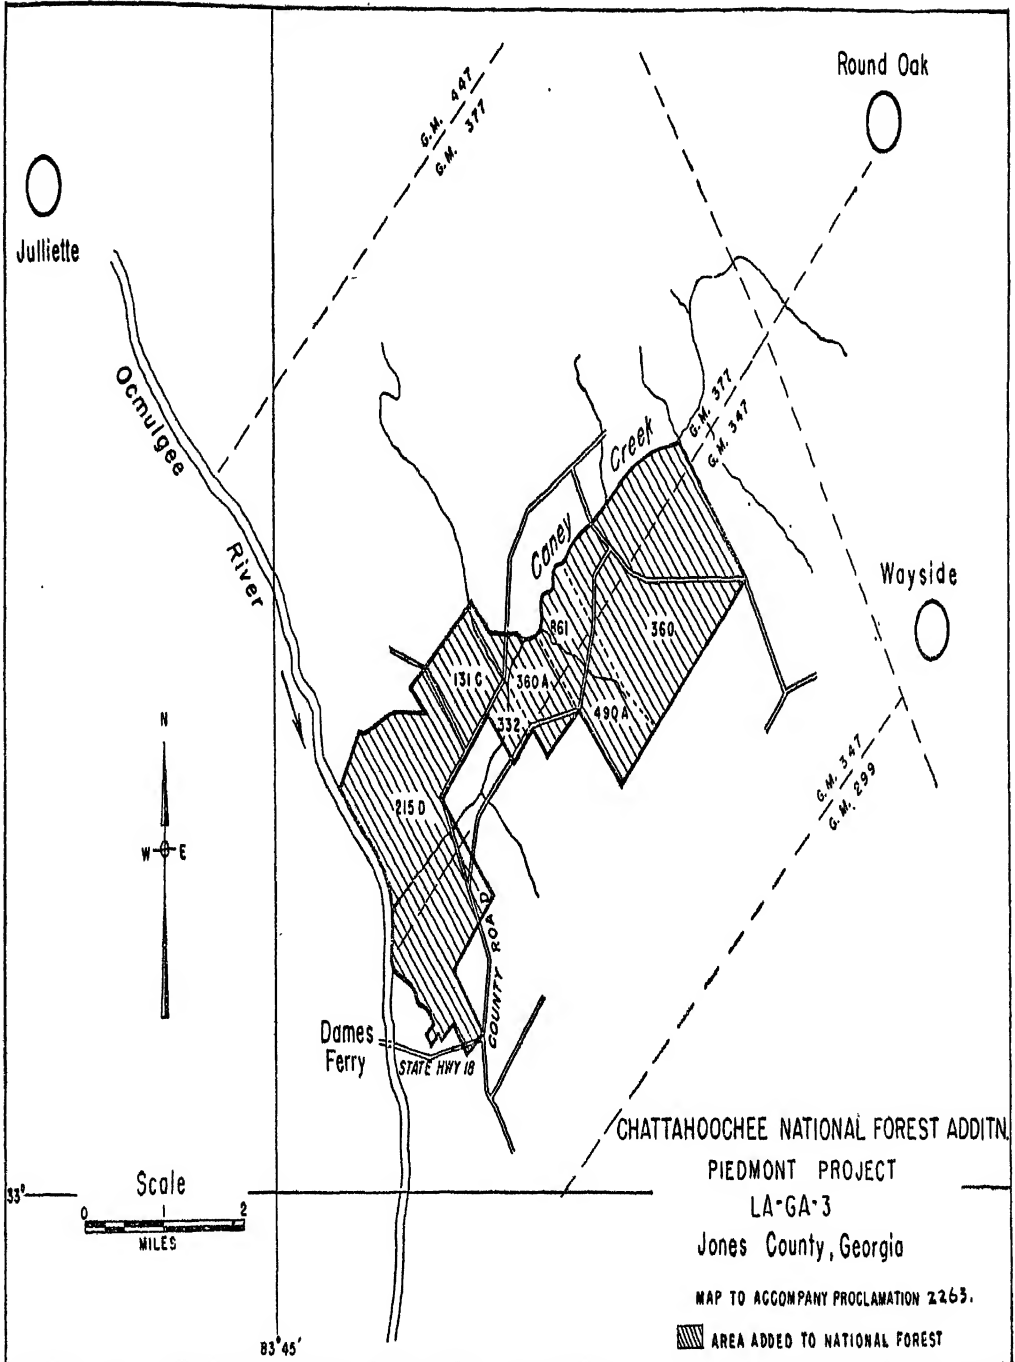 Round Oak
G.M. 447
G.M. 377
Julliette
Ocmulgee
River
G.M. 377
G.M. 347
Caney Creek
Wayside
861
360
131 C
360 A
332
490 A
G.M. 347
G.M. 299
N
W E
215 D
COUNTY ROAD
Dames
Ferry
STATE HWY 18
CHATTAHOOCHEE NATIONAL FOREST ADDITN.
PIEDMONT PROJECT
LA-GA-3
Jones County, Georgia
33°
Scale
0 2
MILES
MAP TO ACCOMPANY PROCLAMATION 2263.
AREA ADDED TO NATIONAL FOREST
83°45'